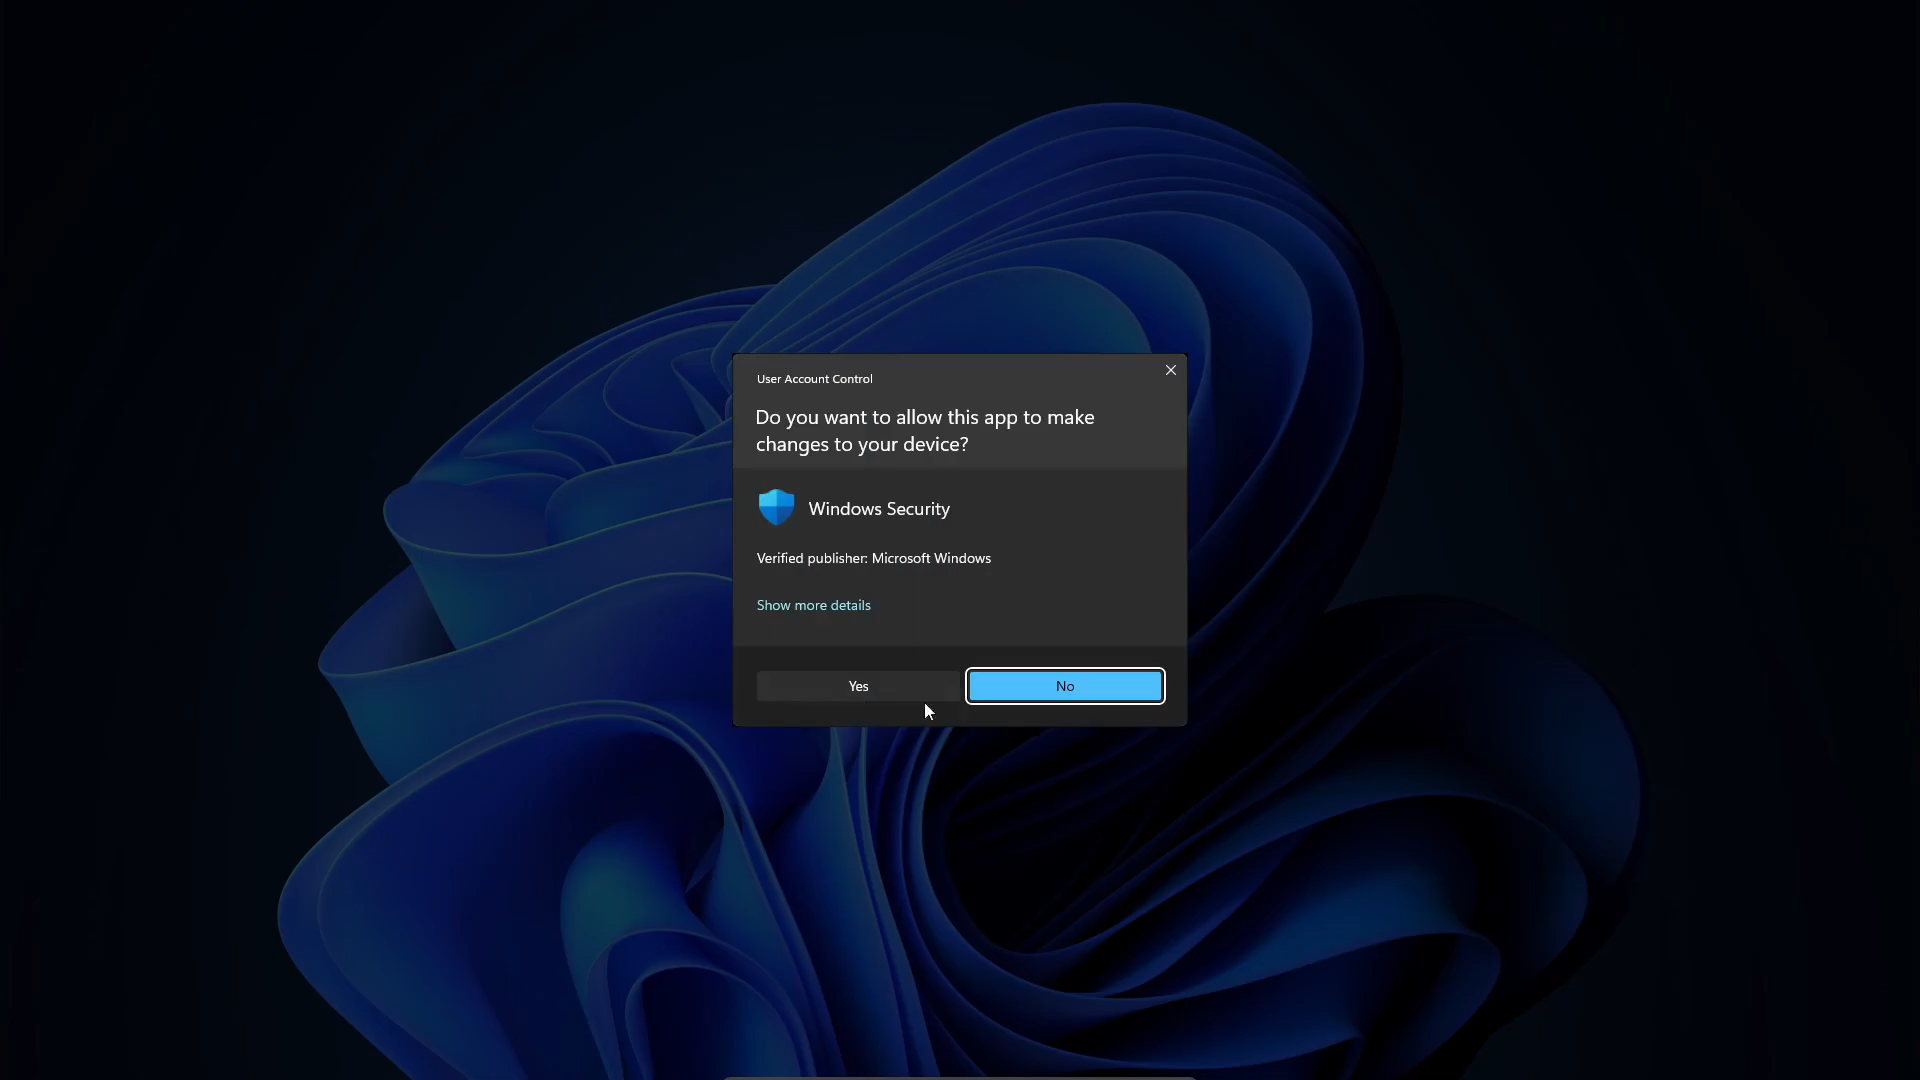 User Account Control
Do you want to allow this app to make
changes to your device?
Windows Security
Verified publisher: Microsoft Windows
Show more details
Yes
No